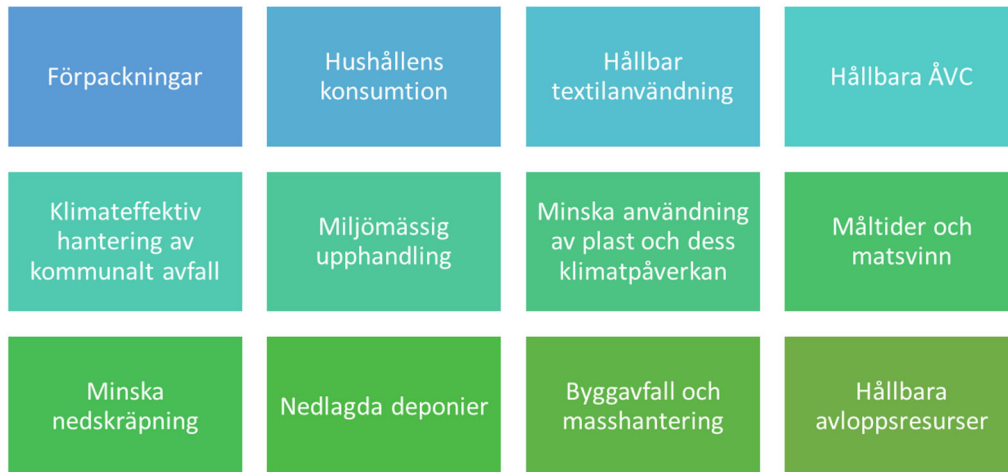 Förpackningar
Hushållens
konsumtion
Hållbar
textilanvändning
Hållbara ÅVC
Klimateffektiv
hantering av
kommunalt avfall
Miljömässig
upphandling
Minska användning
av plast och dess
klimatpåverkan
Måltider och
matsvinn
Minska
nedskräpning
Nedlagda deponier
Byggavfall och
masshantering
Hållbara
avloppsresurser